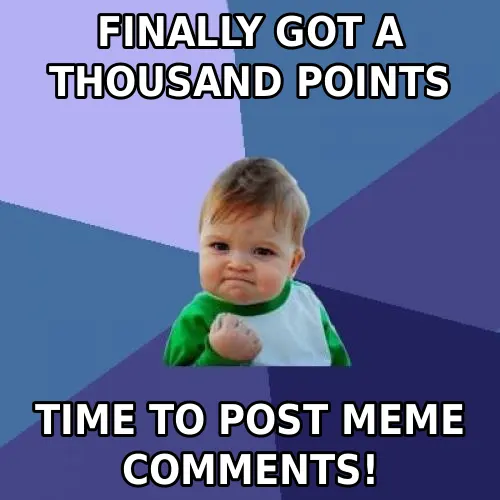 FINALLY GOT A
THOUSAND POINTS
TIME TO POST MEME
COMMENTS!